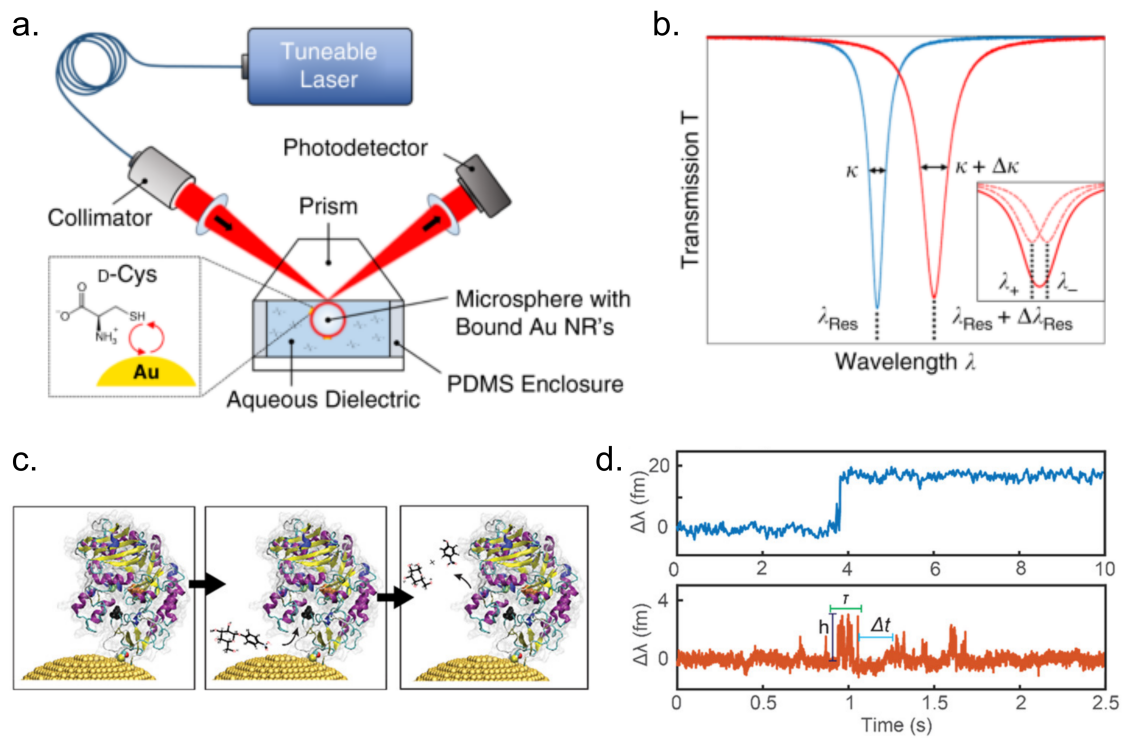 a.
Tuneable
Laser
Photodetector
Collimator
Prism
D-Cys
O
⁻O
SH
NH₃⁺
Au
Microsphere with
Bound Au NR's
PDMS Enclosure
Aqueous Dielectric
b.
Transmission T
κ
κ + Δκ
λ₊
λ₋
λRes
λRes + ΔλRes
Wavelength λ
c.
d.
Δλ (fm)
20
0
0 2 4 6 8 10
Δλ (fm)
4
0
τ
h
Δt
0 0.5 1 1.5 2 2.5
Time (s)